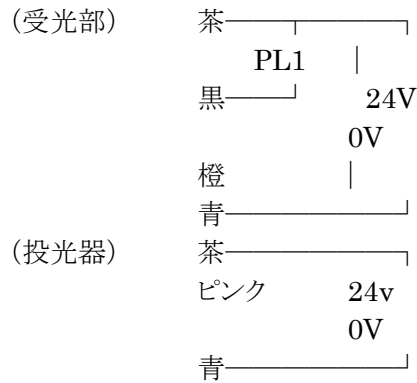 （受光部） 茶
PL1
黒 24V
0V
橙
青
（投光器） 茶
ピンク 24v
0V
青